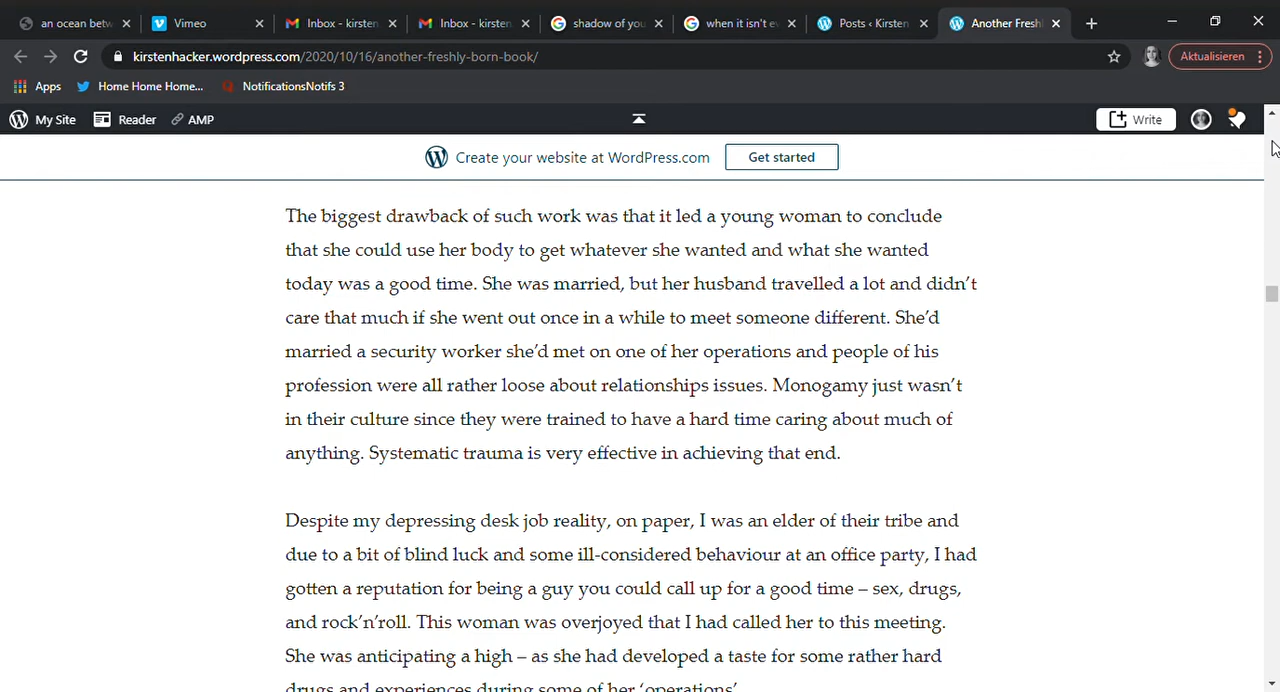 an ocean betw
Vimeo
Inbox - kirsten
Inbox - kirsten
shadow of you
when it isn't e
Posts ‹ Kirsten
Another Fresh
kirstenhacker.wordpress.com/2020/10/16/another-freshly-born-book/
Aktualisieren
Apps
Home Home Home...
NotificationsNotifs 3
My Site
Reader
AMP
Write
Create your website at WordPress.com
Get started
The biggest drawback of such work was that it led a young woman to conclude
that she could use her body to get whatever she wanted and what she wanted
today was a good time. She was married, but her husband travelled a lot and didn't
care that much if she went out once in a while to meet someone different. She'd
married a security worker she'd met on one of her operations and people of his
profession were all rather loose about relationships issues. Monogamy just wasn't
in their culture since they were trained to have a hard time caring about much of
anything. Systematic trauma is very effective in achieving that end.
Despite my depressing desk job reality, on paper, I was an elder of their tribe and
due to a bit of blind luck and some ill-considered behaviour at an office party, I had
gotten a reputation for being a guy you could call up for a good time – sex, drugs,
and rock'n'roll. This woman was overjoyed that I had called her to this meeting.
She was anticipating a high – as she had developed a taste for some rather hard
drugs and experiences during some of her 'operations'